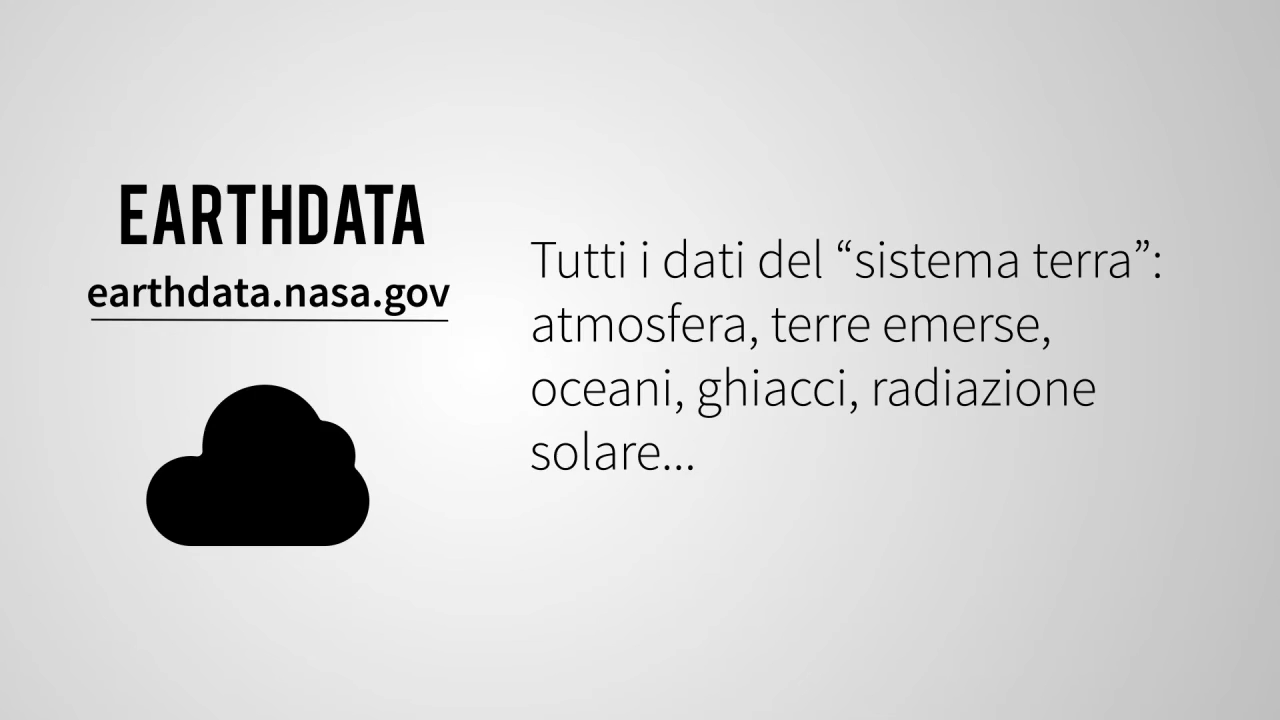 EARTHDATA
earthdata.nasa.gov
Tutti i dati del “sistema terra”:
atmosfera, terre emerse,
oceani, ghiacci, radiazione
solare...